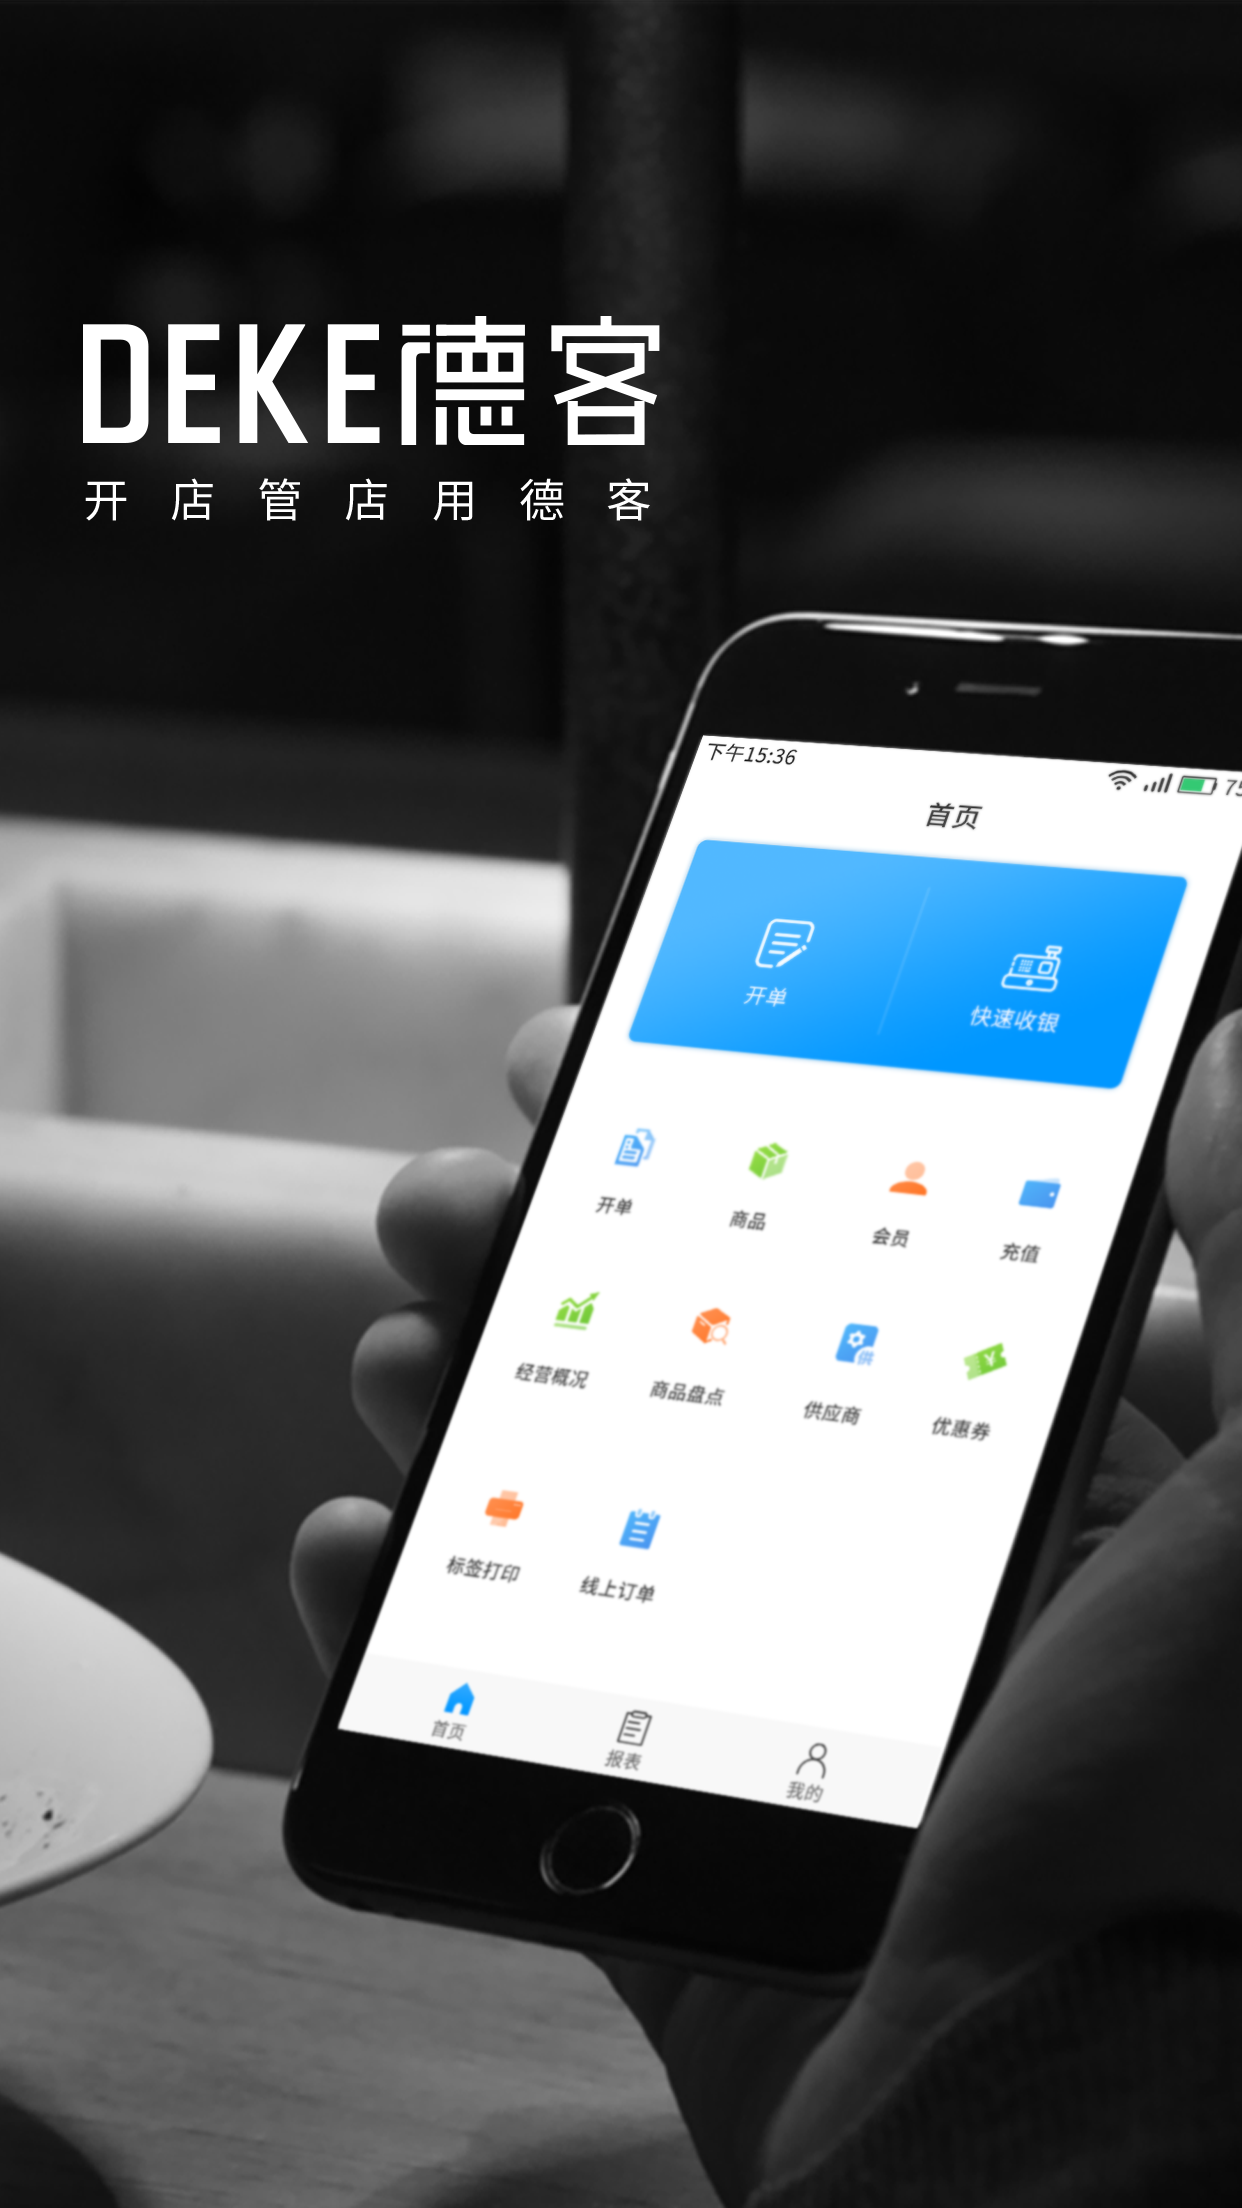 DEKE德客
开店管店用德客
下午15:36
75
首页
开单
快速收银
开单
商品
会员
充值
经营概况
商品盘点
供
供应商
¥
优惠券
标签打印
线上订单
首页
报表
我的